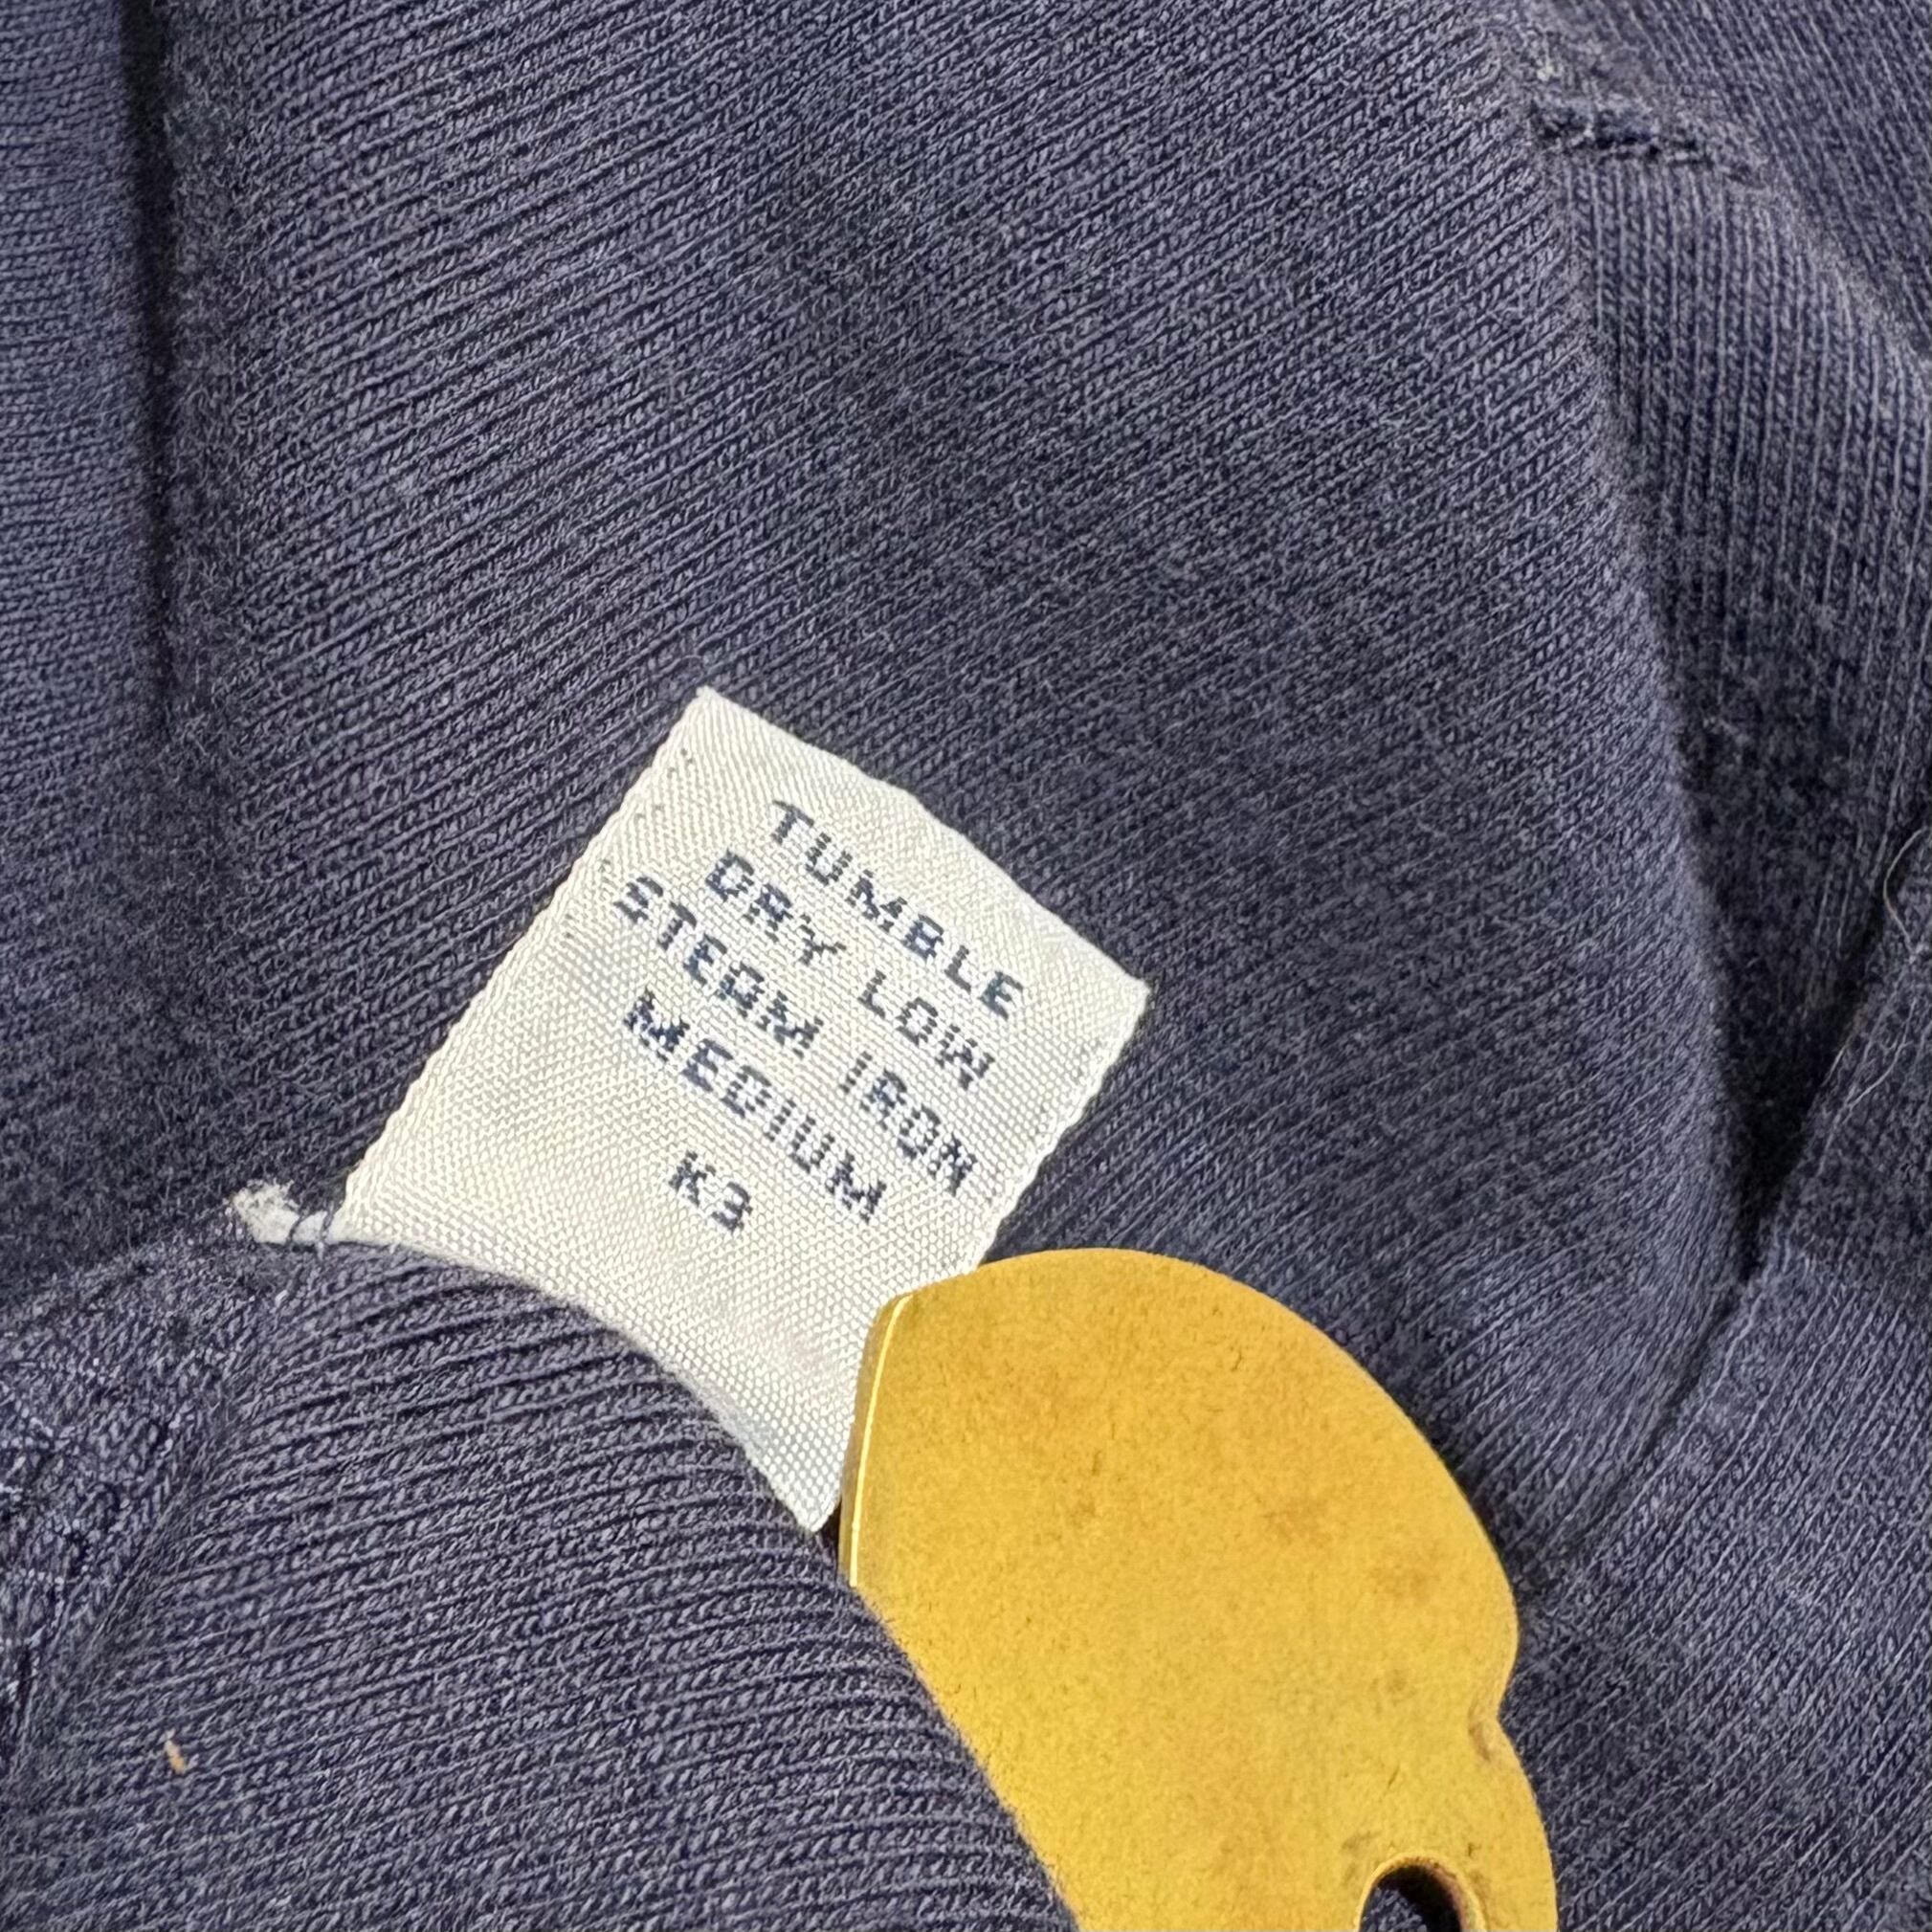 TUMBLE
DRY LOW
STEAM IRON
MEDIUM
K3